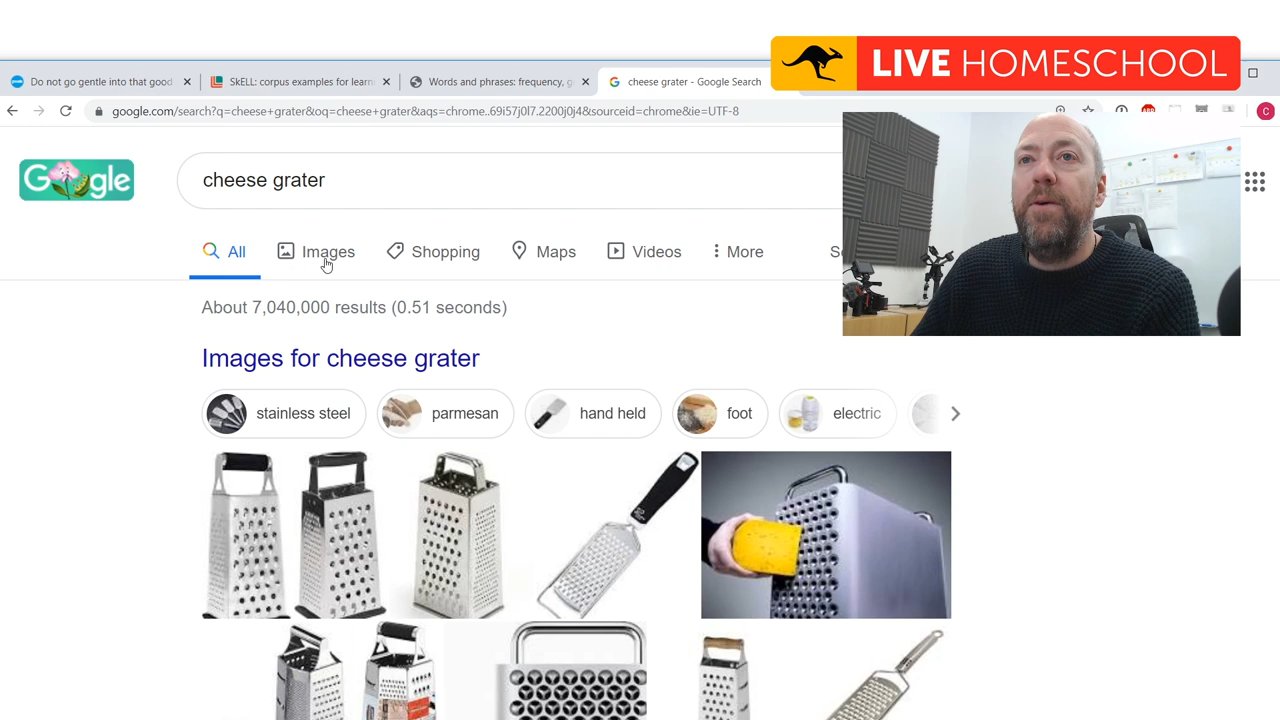 LIVE HOMESCHOOL
Do not go gentle into that good
SkELL: corpus examples for learn
Words and phrases: frequency, g
cheese grater - Google Search
google.com/search?q=cheese+grater&oq=cheese+grater&aqs=chrome..69i57j0l7.2200j0j4&sourceid=chrome&ie=UTF-8
Google
cheese grater
All
Images
Shopping
Maps
Videos
More
About 7,040,000 results (0.51 seconds)
Images for cheese grater
stainless steel
parmesan
hand held
foot
electric